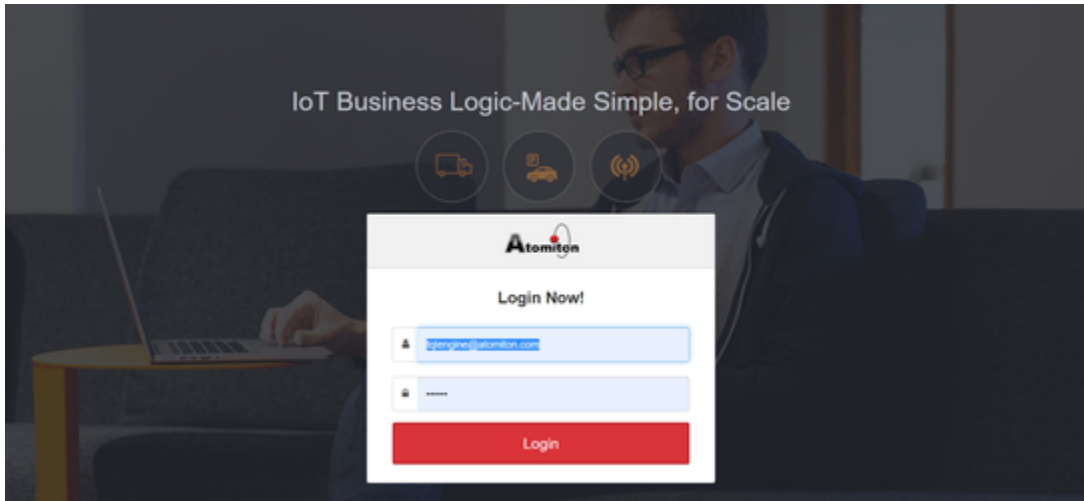 IoT Business Logic-Made Simple, for Scale
P
Atomiton
Login Now!
tqlengine@atomiton.com
••••••
Login